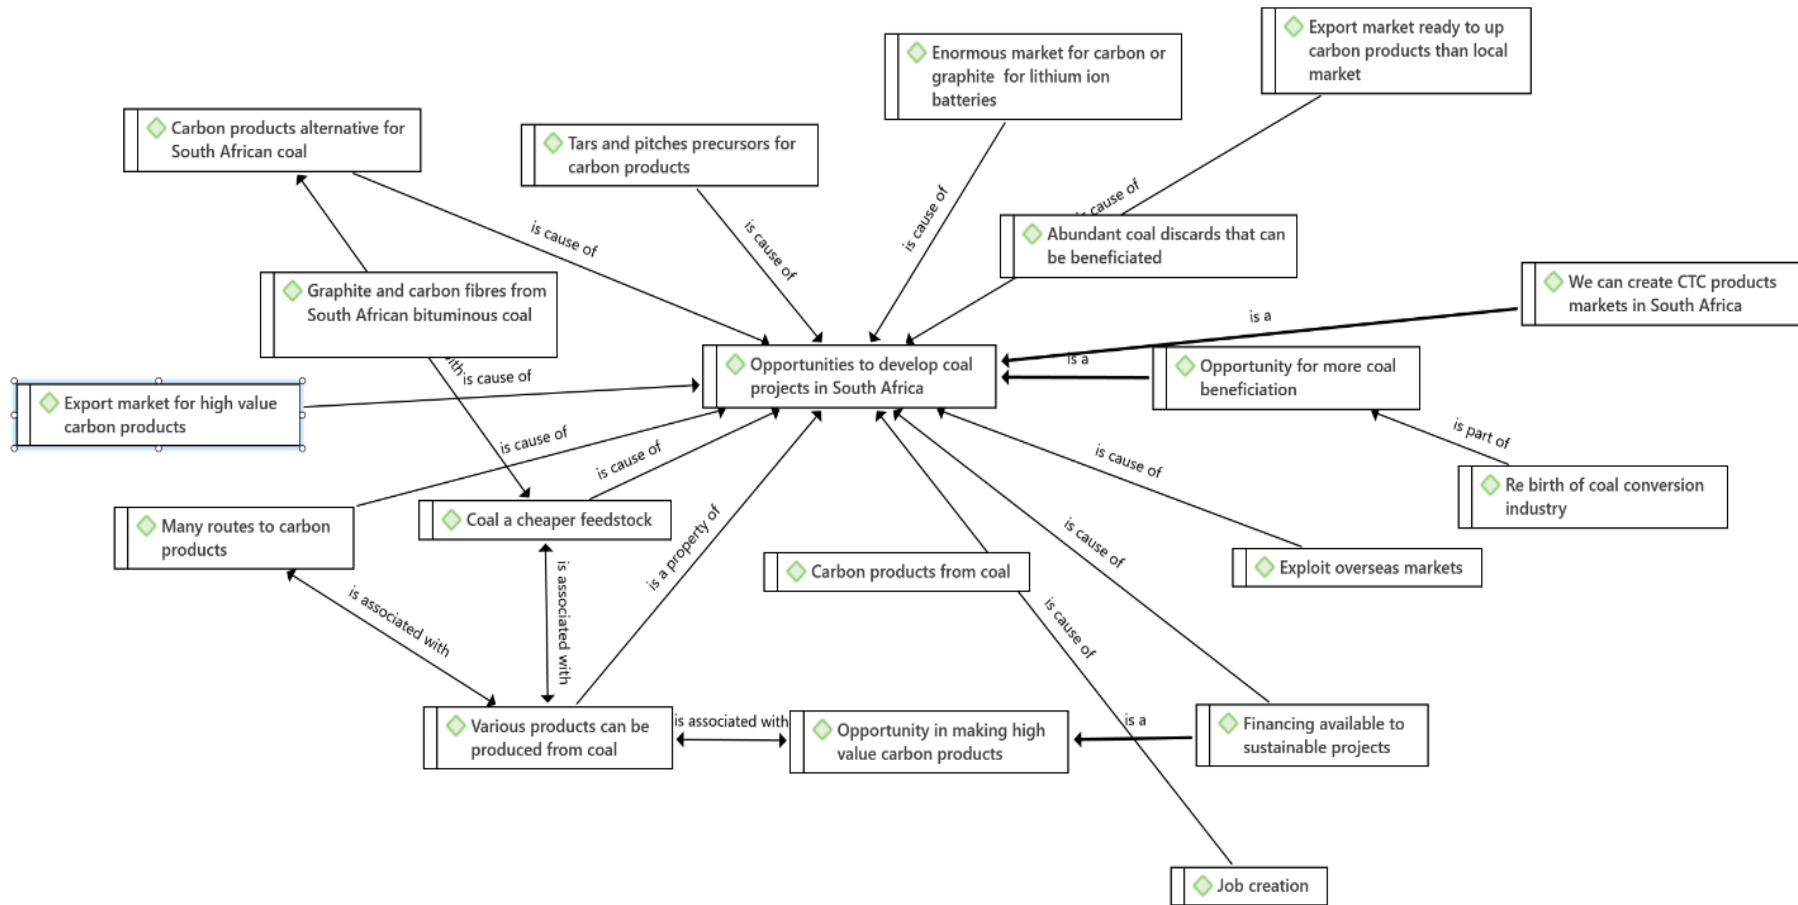 Export market ready to up
carbon products than local
market
Enormous market for carbon or
graphite for lithium ion
batteries
Carbon products alternative for
South African coal
Tars and pitches precursors for
carbon products
is cause of
is cause of
is cause of
is cause of
Abundant coal discards that can
be beneficiated
Graphite and carbon fibres from
South African bituminous coal
We can create CTC products
markets in South Africa
is a
is a
Opportunities to develop coal
projects in South Africa
Opportunity for more coal
beneficiation
with
is cause of
Export market for high value
carbon products
is cause of
is cause of
is cause of
is part of
Re birth of coal conversion
industry
Many routes to carbon
products
Coal a cheaper feedstock
is a property of
is cause of
Carbon products from coal
Exploit overseas markets
is associated with
is associated with
is cause of
Various products can be
produced from coal
is associated with
Opportunity in making high
value carbon products
is a
Financing available to
sustainable projects
Job creation